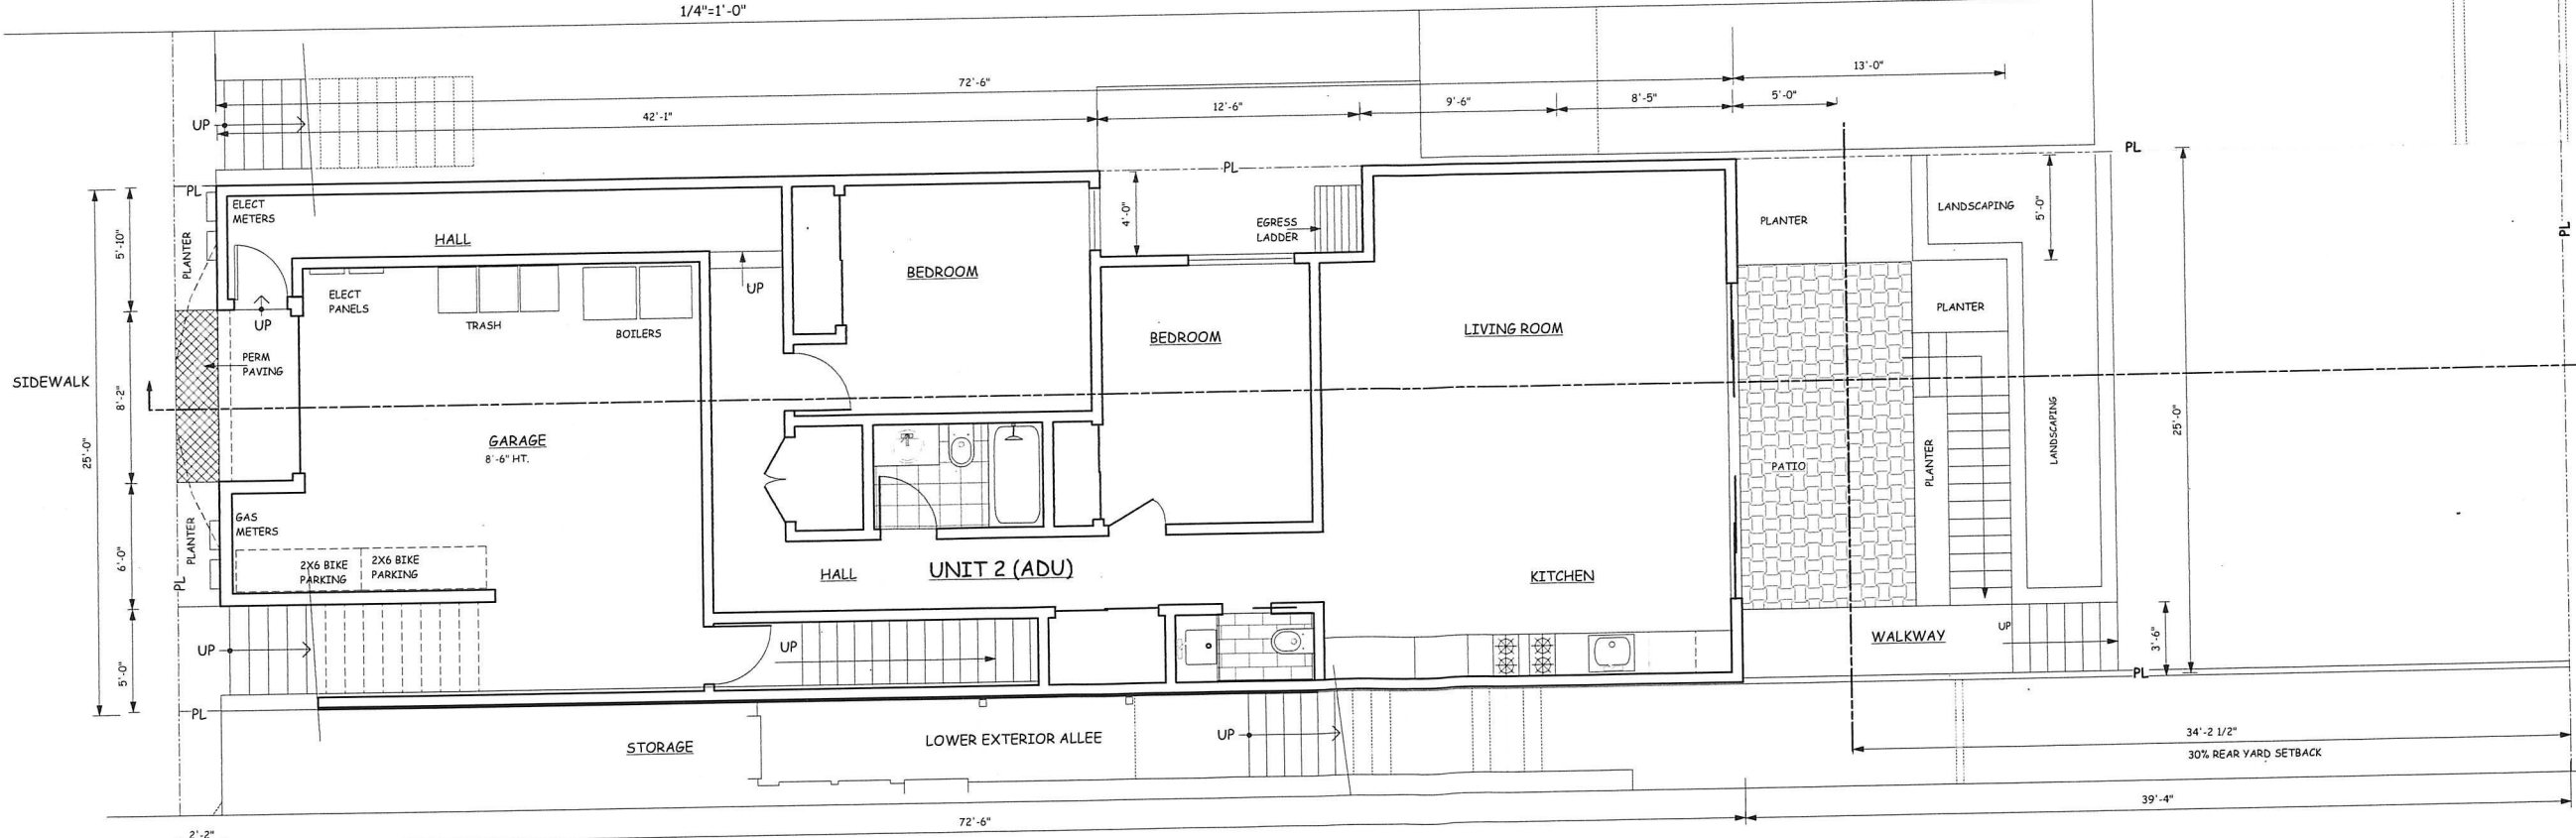 1/4"=1'-0"
72'-6"
13'-0"
42'-1"
12'-6"
9'-6"
8'-5"
5'-0"
UP
PL
PL
PL
ELECT
METERS
PLANTER
HALL
5'-10"
UP
ELECT
PANELS
TRASH
BOILERS
UP
BEDROOM
4'-0"
EGRESS
LADDER
BEDROOM
LIVING ROOM
PLANTER
LANDSCAPING
5'-0"
PLANTER
PL
SIDEWALK
PERM
PAVING
8'-2"
25'-0"
GARAGE
8'-6" HT.
PATIO
PLANTER
LANDSCAPING
25'-0"
GAS
METERS
PLANTER
6'-0"
2X6 BIKE
PARKING
2X6 BIKE
PARKING
PL
HALL
UNIT 2 (ADU)
KITCHEN
UP
5'-0"
UP
WALKWAY
UP
3'-6"
PL
PL
STORAGE
LOWER EXTERIOR ALLEE
UP
34'-2 1/2"
30% REAR YARD SETBACK
39'-4"
72'-6"
2'-2"